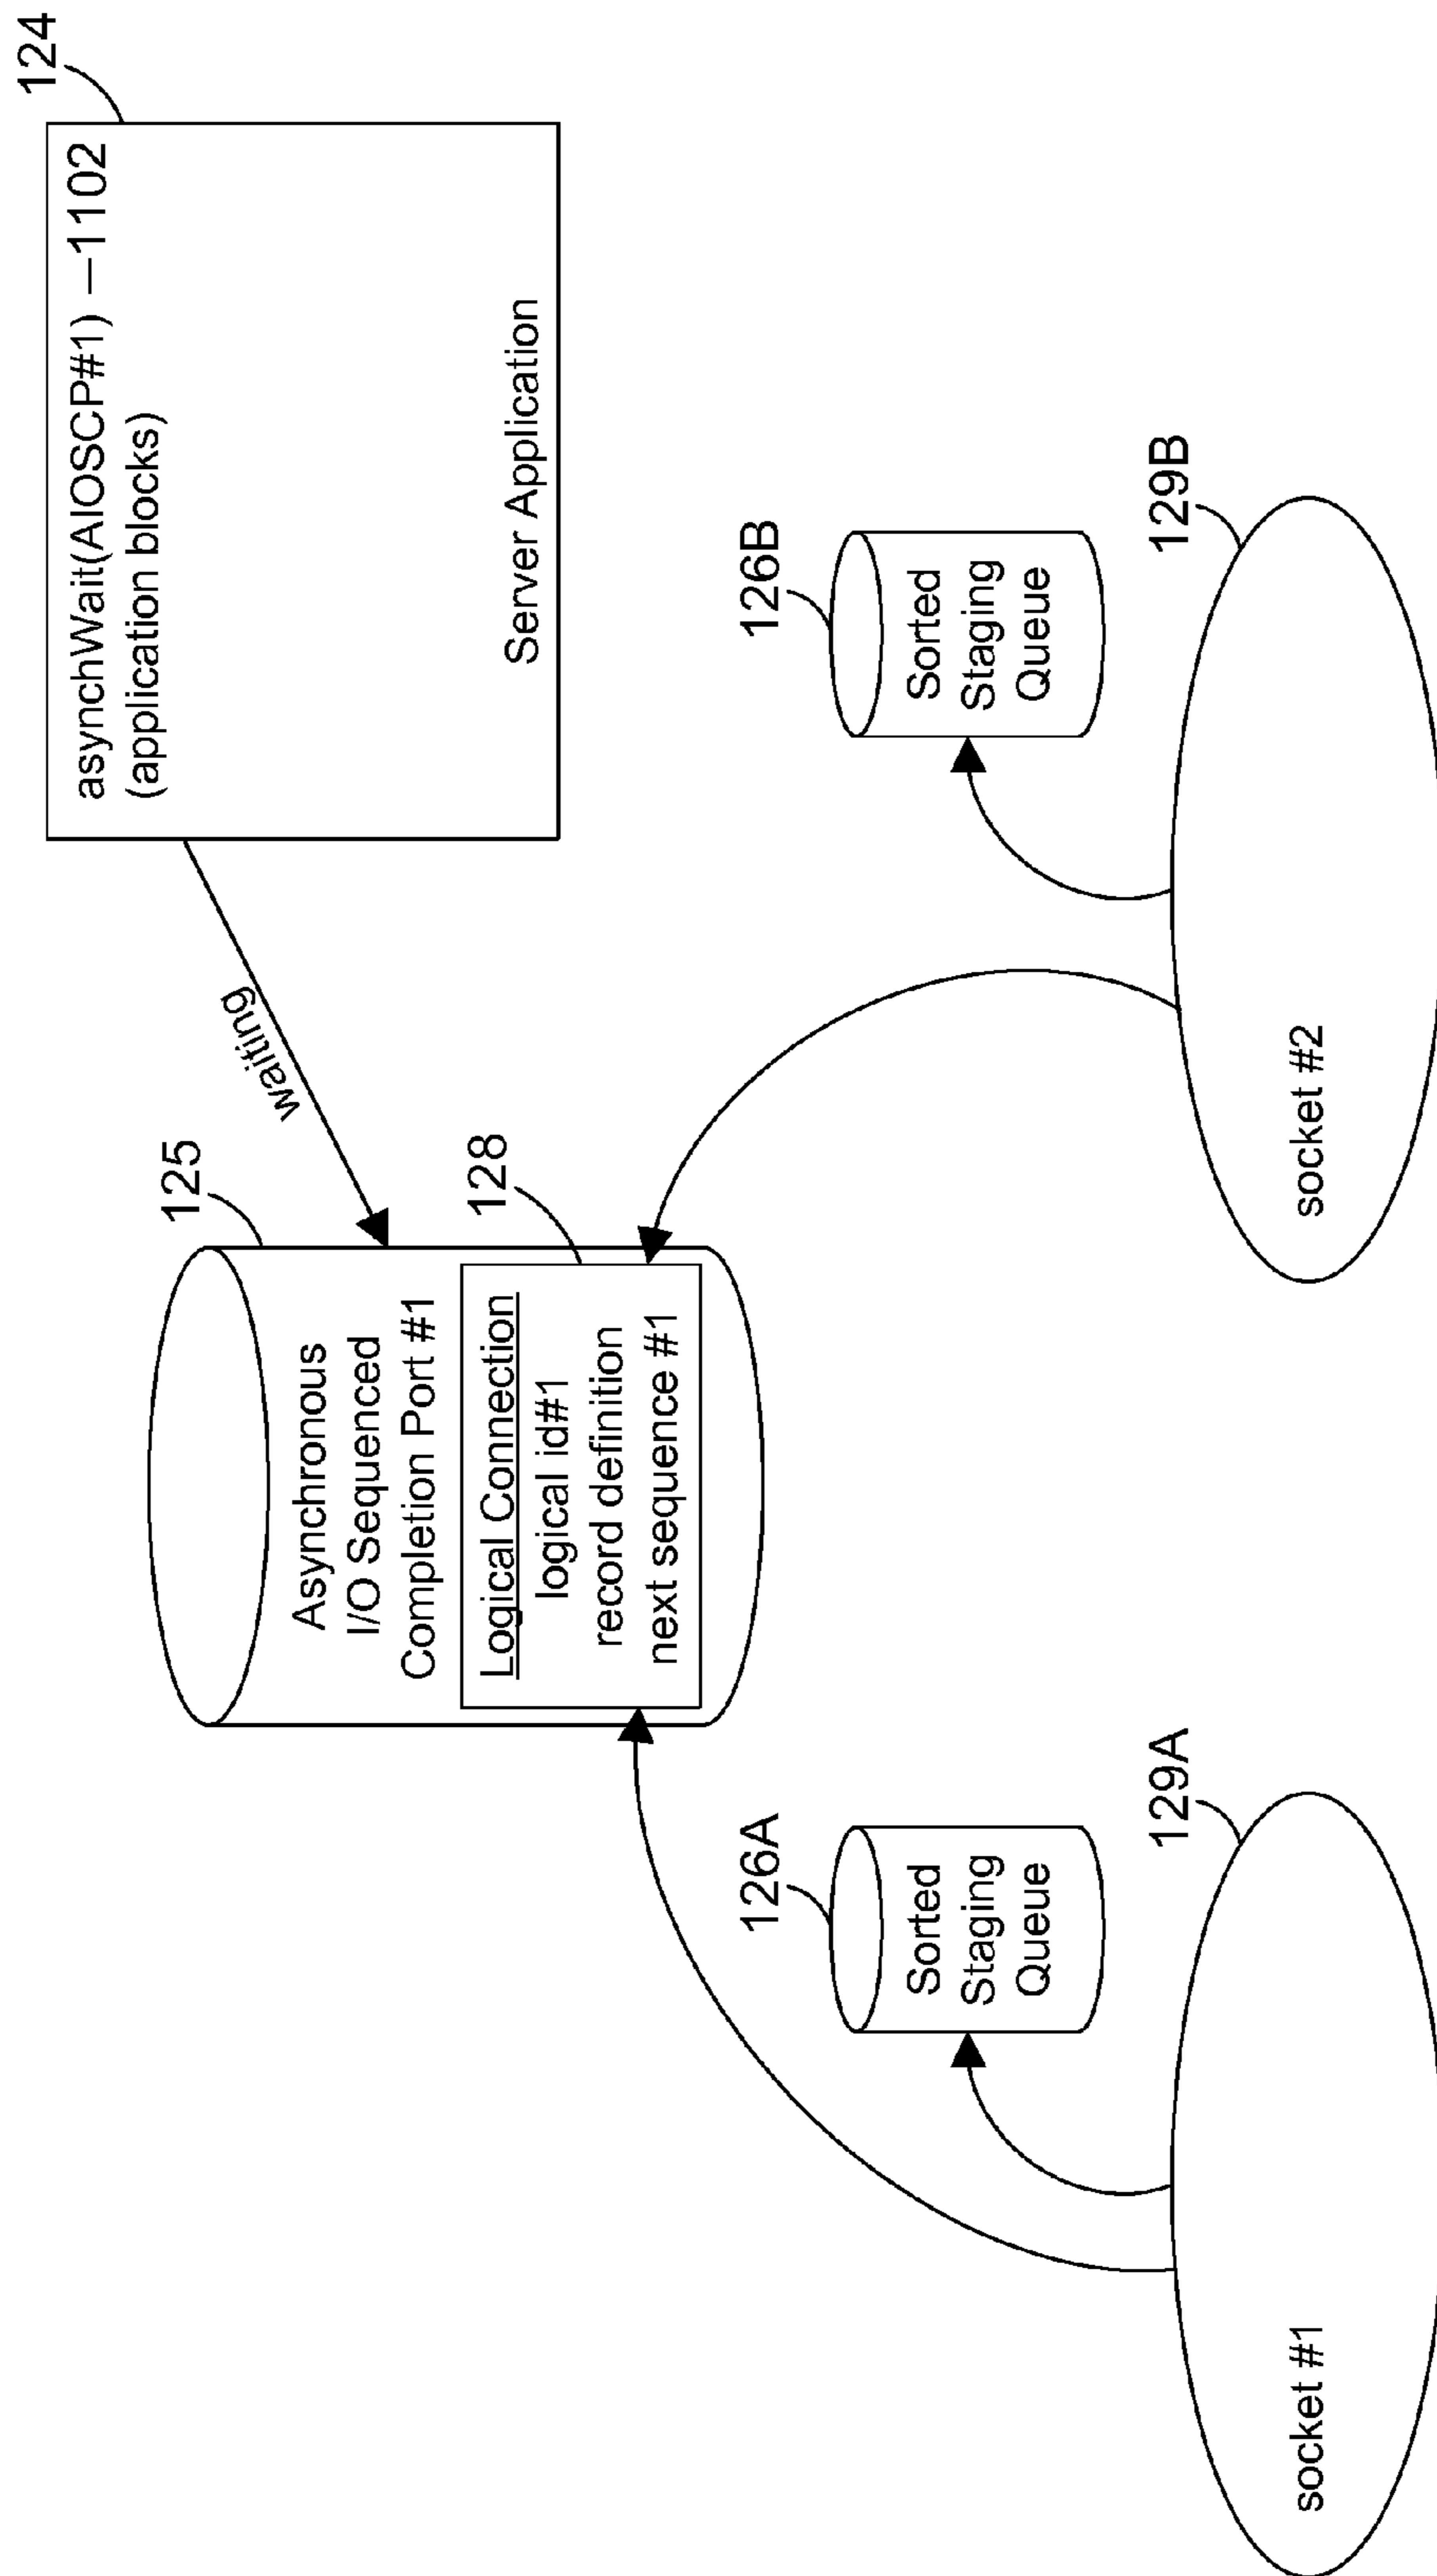 124
asynchWait(AIOSCP#1) —1102
(application blocks)
Server Application
waiting
125
Asynchronous
I/O Sequenced
Completion Port #1
128
Logical Connection
logical id#1
record definition
next sequence #1
126A
Sorted
Staging
Queue
126B
Sorted
Staging
Queue
129A
socket #1
129B
socket #2